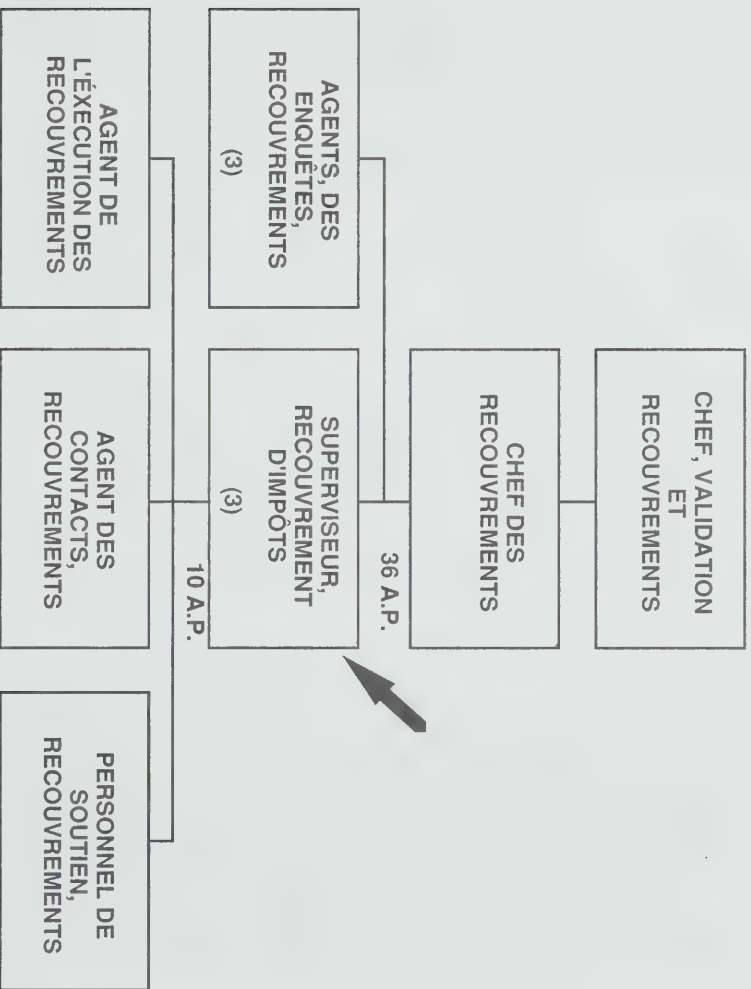 CHEF, VALIDATION
ET
RECOUVREMENTS
CHEF DES
RECOUVREMENTS
36 A.P.
AGENTS, DES
ENQUÊTES,
RECOUVREMENTS
(3)
SUPERVISEUR,
RECOUVREMENT
D'IMPÔTS
(3)
10 A.P.
AGENT DE
L'ÉXECUTION DES
RECOUVREMENTS
AGENT DES
CONTACTS,
RECOUVREMENTS
PERSONNEL DE
SOUTIEN,
RECOUVREMENTS